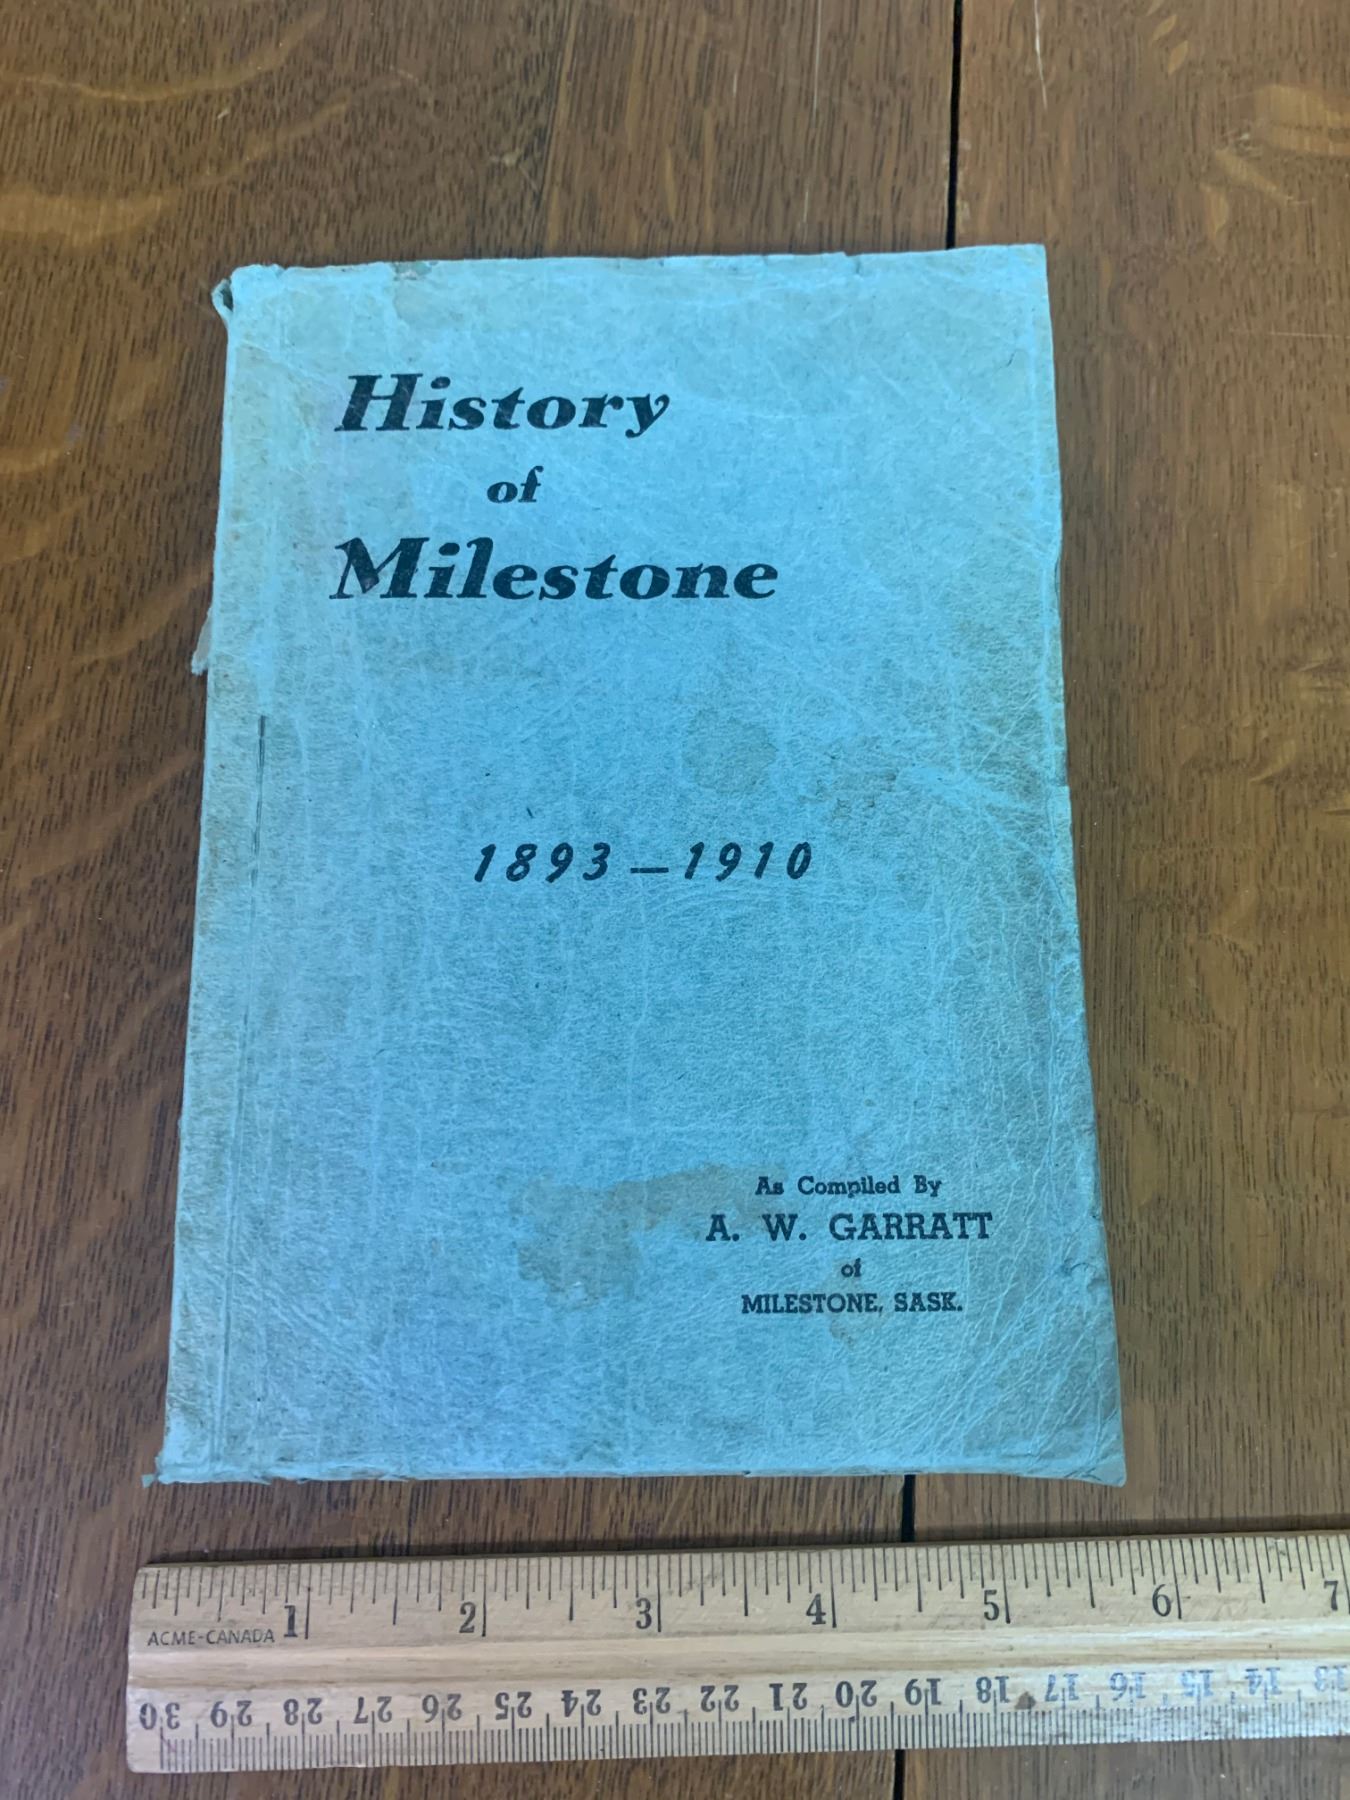 History
of
Milestone
1893—1910
As Compiled By
A. W. GARRATT
of
MILESTONE, SASK.
1 2 3 4 5 6 7
ACME-CANADA
30 29 28 27 26 25 24 23 22 21 20 19 18 17 16 15 14 13